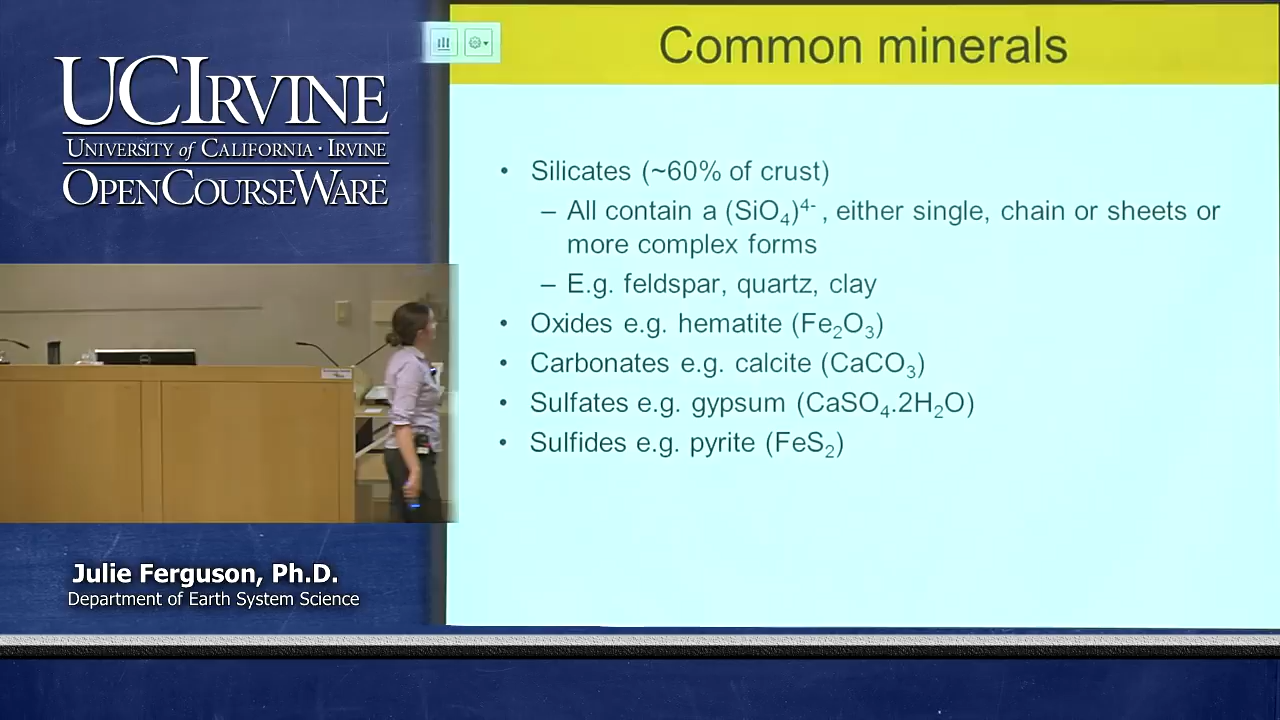 UCIRVINE
UNIVERSITY of CALIFORNIA · IRVINE
OPENCOURSEWARE
Common minerals
• Silicates (~60% of crust)
– All contain a (SiO4)4- , either single, chain or sheets or
more complex forms
– E.g. feldspar, quartz, clay
• Oxides e.g. hematite (Fe2O3)
• Carbonates e.g. calcite (CaCO3)
• Sulfates e.g. gypsum (CaSO4.2H2O)
• Sulfides e.g. pyrite (FeS2)
Julie Ferguson, Ph.D.
Department of Earth System Science